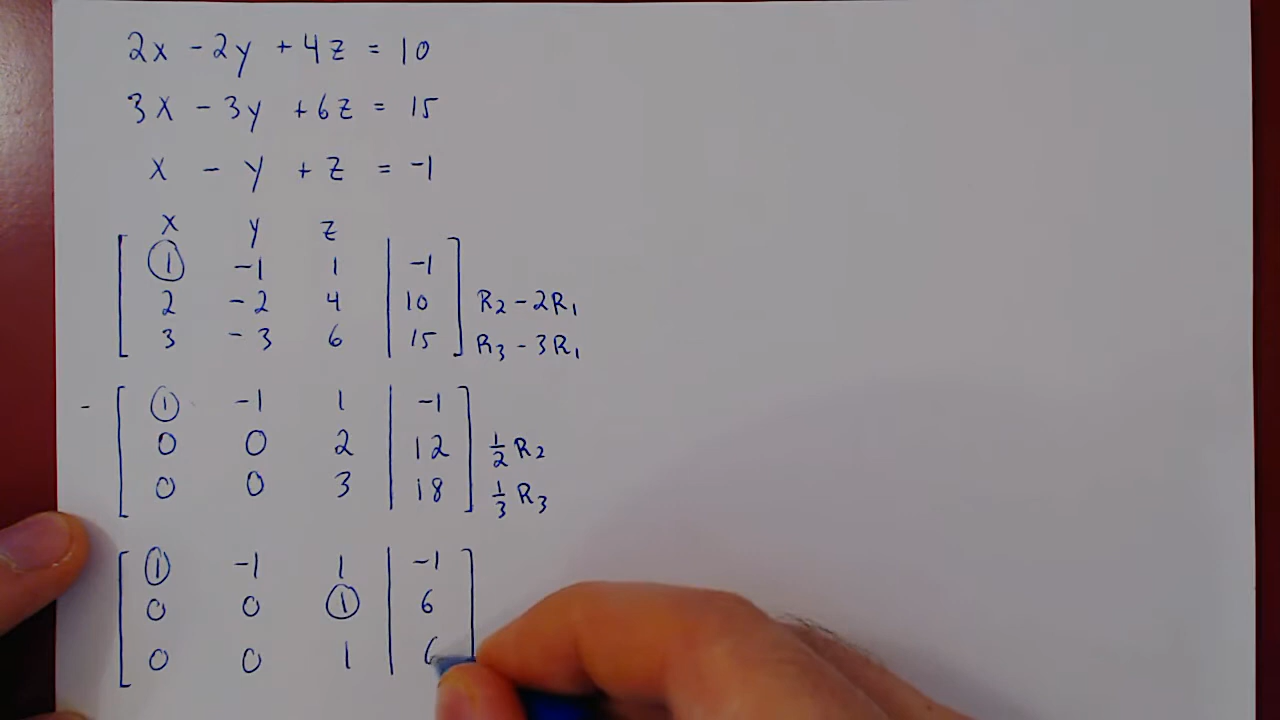 2x - 2y + 4z = 10
3x - 3y + 6z = 15
x - y + z = -1
x y z
[ 1 -1 1 | -1 ]
[ 2 -2 4 | 10 ] R₂ - 2R₁
[ 3 -3 6 | 15 ] R₃ - 3R₁
- [ 1 -1 1 | -1 ]
[ 0 0 2 | 12 ] ½ R₂
[ 0 0 3 | 18 ] ⅓ R₃
[ 1 -1 1 | -1 ]
[ 0 0 1 | 6 ]
[ 0 0 1 | 6 ]